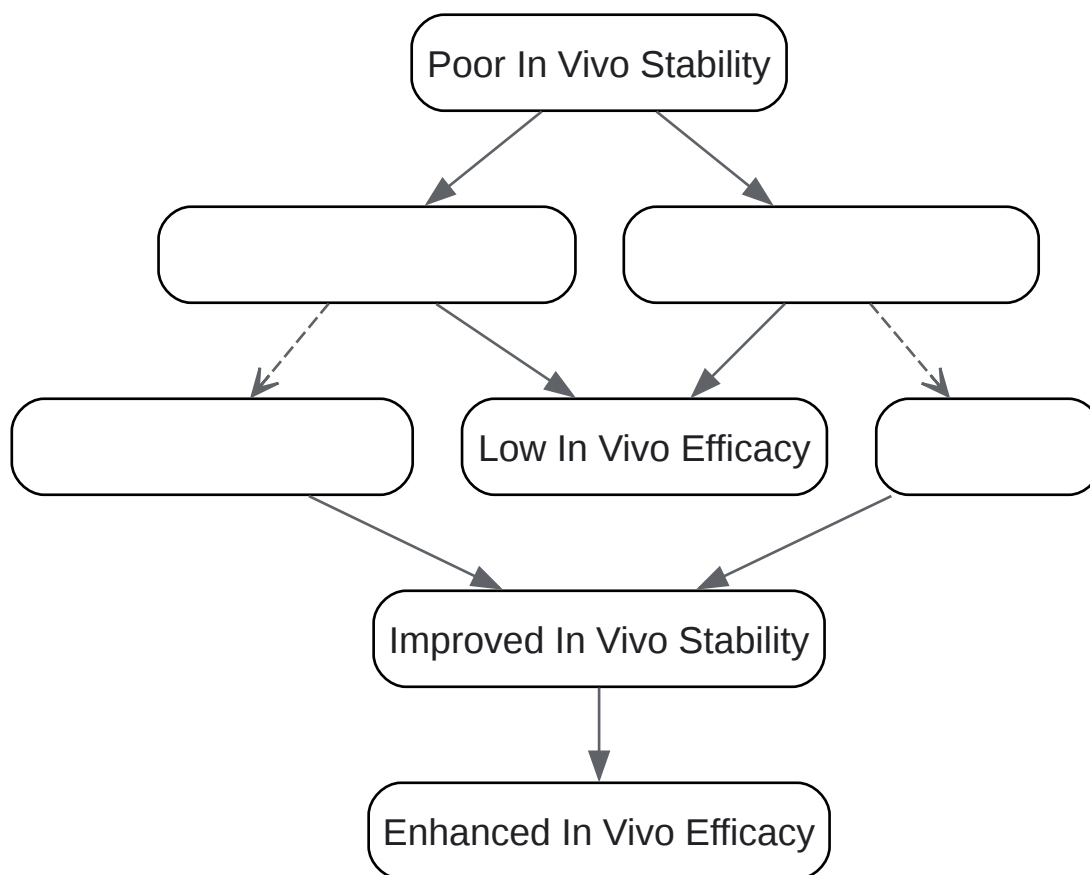 Poor In Vivo Stability
Low In Vivo Efficacy
Improved In Vivo Stability
Enhanced In Vivo Efficacy